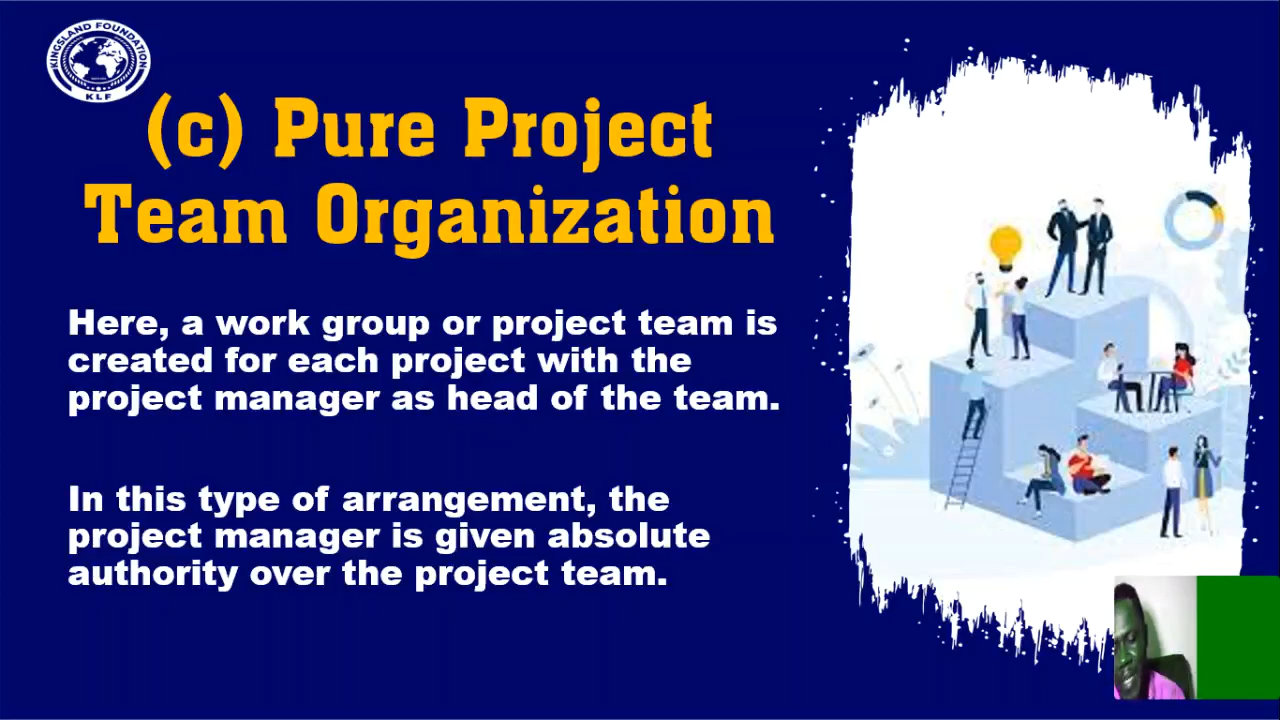 KINGSLAND FOUNDATION
KLF
(c) Pure Project
Team Organization
Here, a work group or project team is
created for each project with the
project manager as head of the team.
In this type of arrangement, the
project manager is given absolute
authority over the project team.